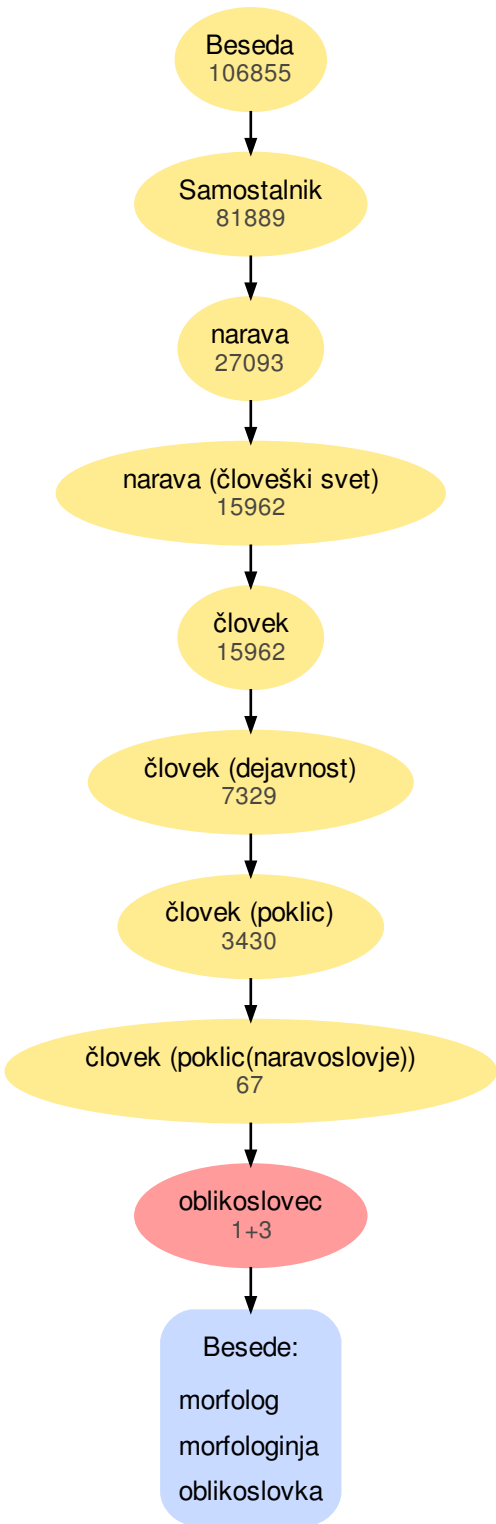 Beseda
106855
Samostalnik
81889
narava
27093
narava (človeški svet)
15962
človek
15962
človek (dejavnost)
7329
človek (poklic)
3430
človek (poklic(naravoslovje))
67
oblikoslovec
1+3
Besede:
morfolog
morfologinja
oblikoslovka